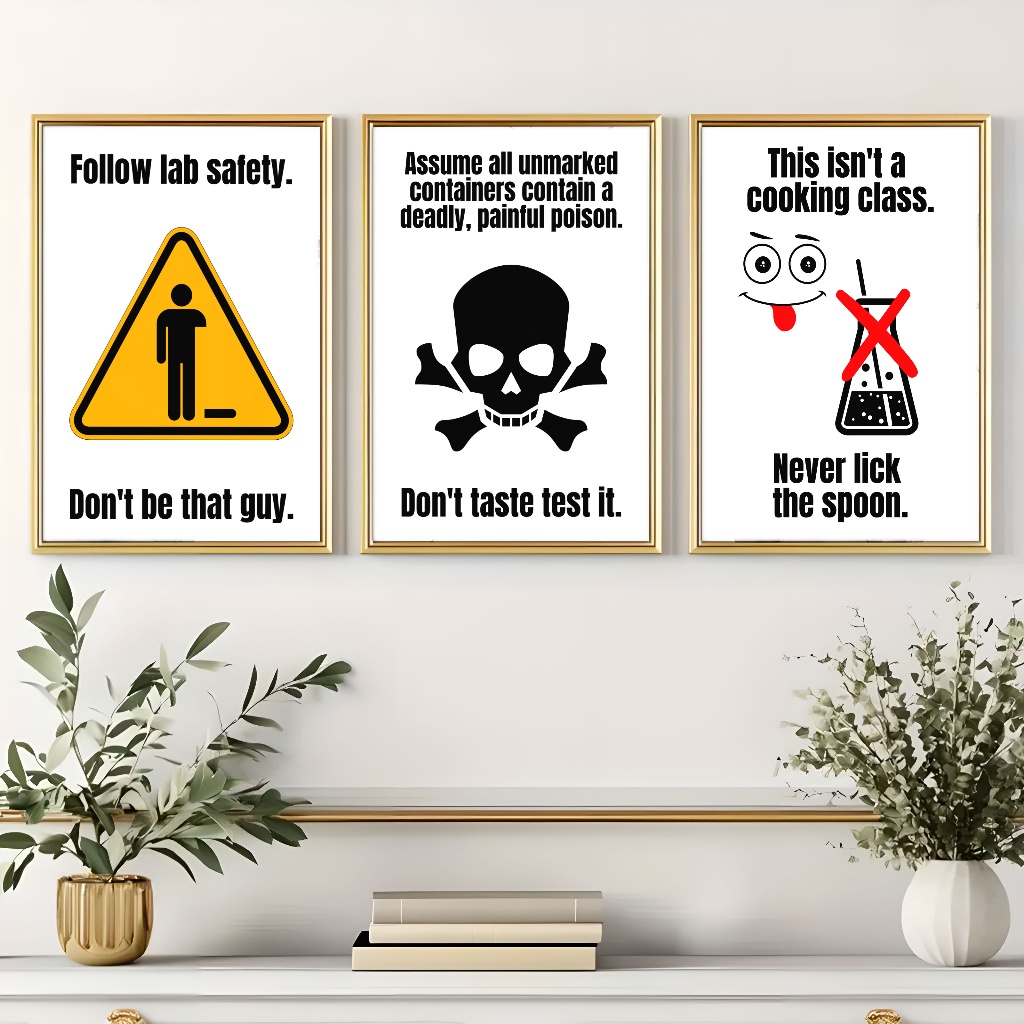 Follow lab safety.
Don't be that guy.
Assume all unmarked
containers contain a
deadly, painful poison.
Don't taste test it.
This isn't a
cooking class.
Never lick
the spoon.